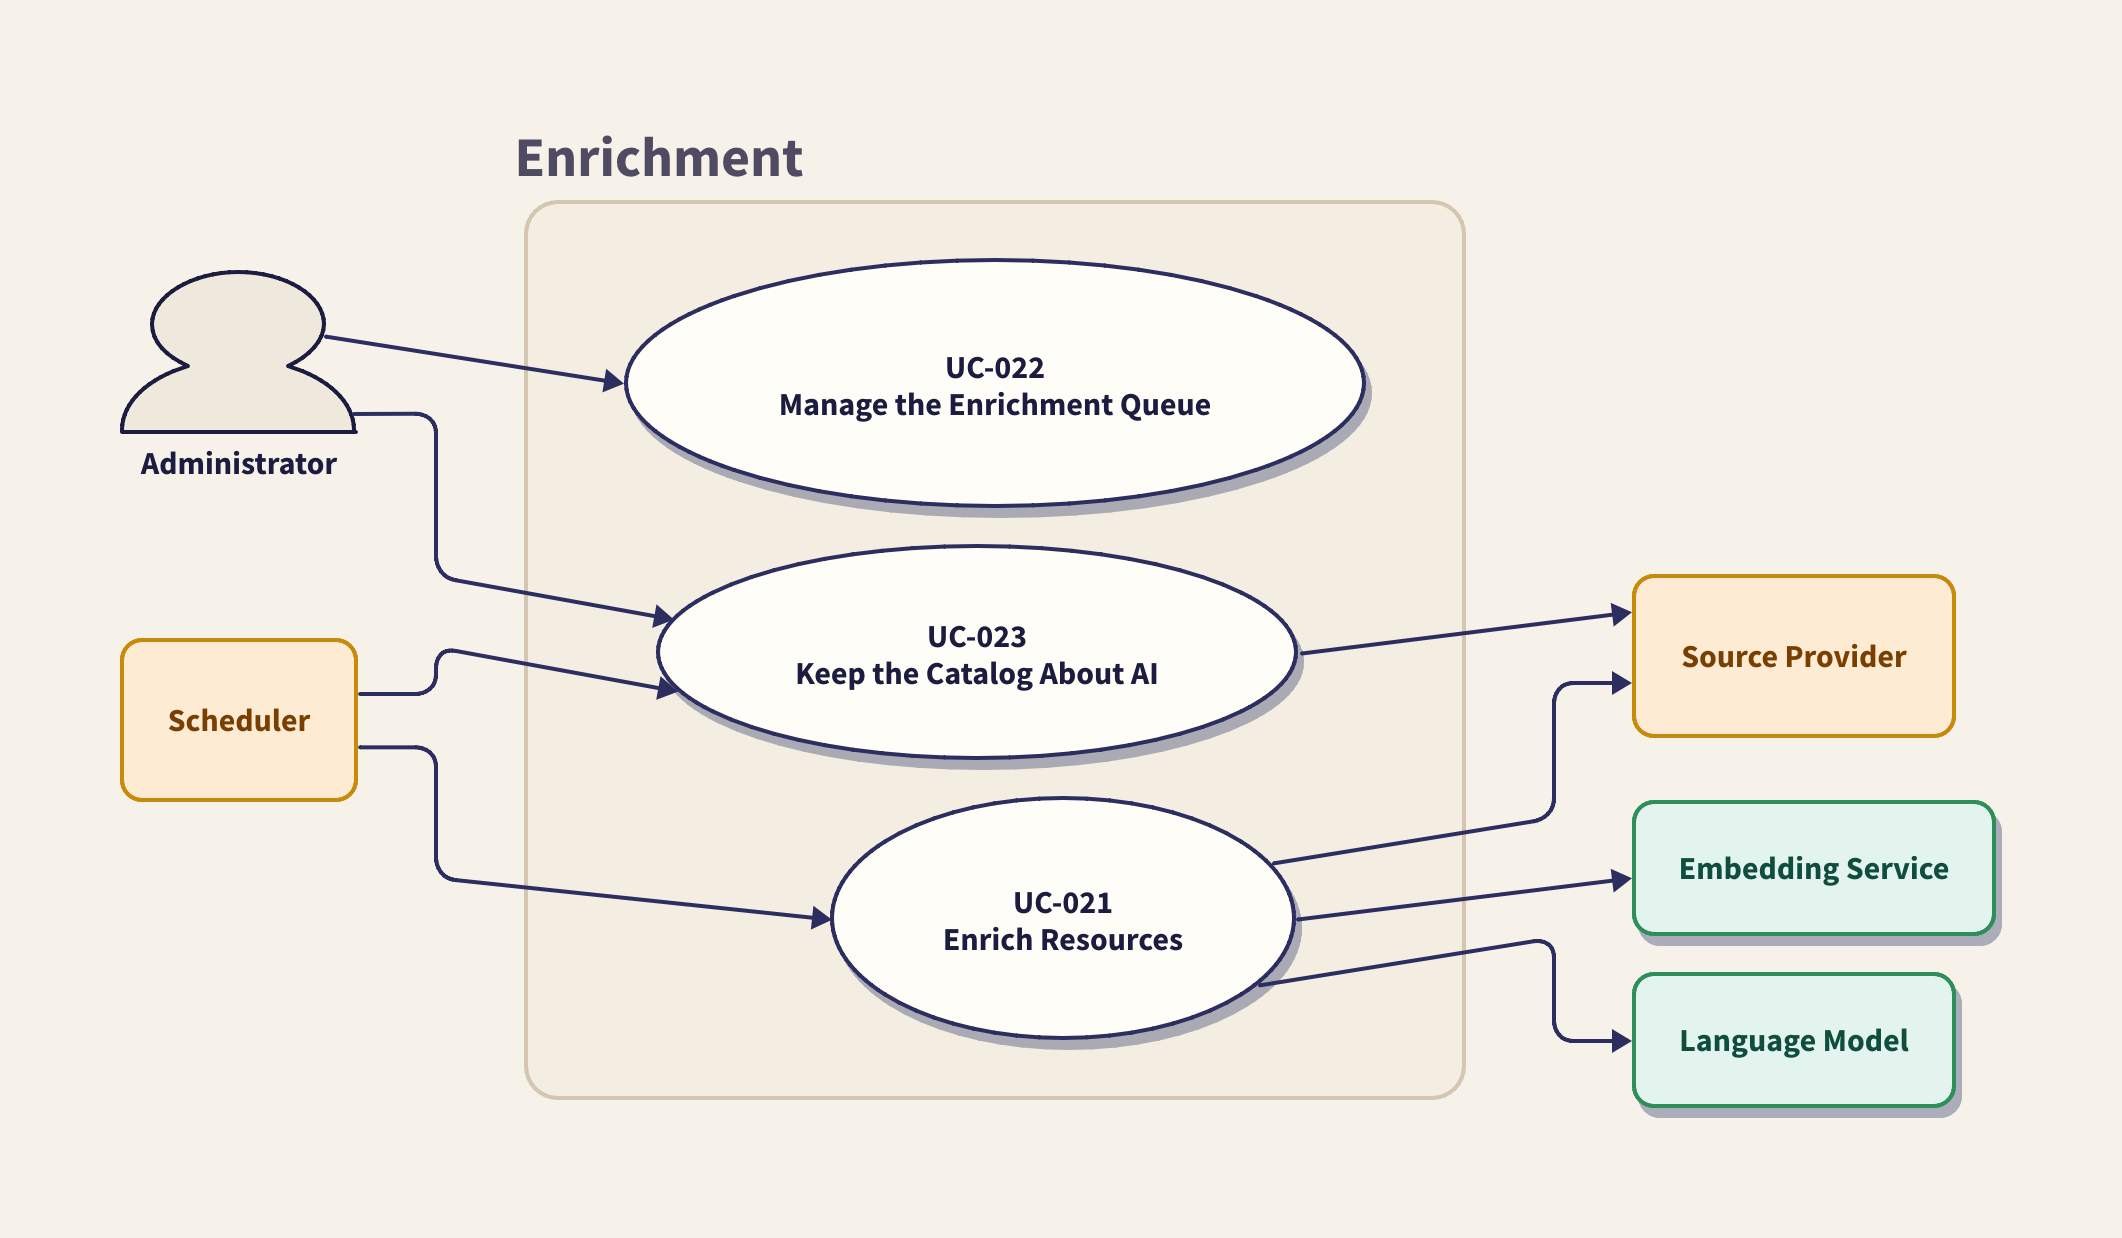 Enrichment
UC-022
Manage the Enrichment Queue
Administrator
UC-023
Keep the Catalog About AI
Source Provider
Scheduler
Embedding Service
UC-021
Enrich Resources
Language Model